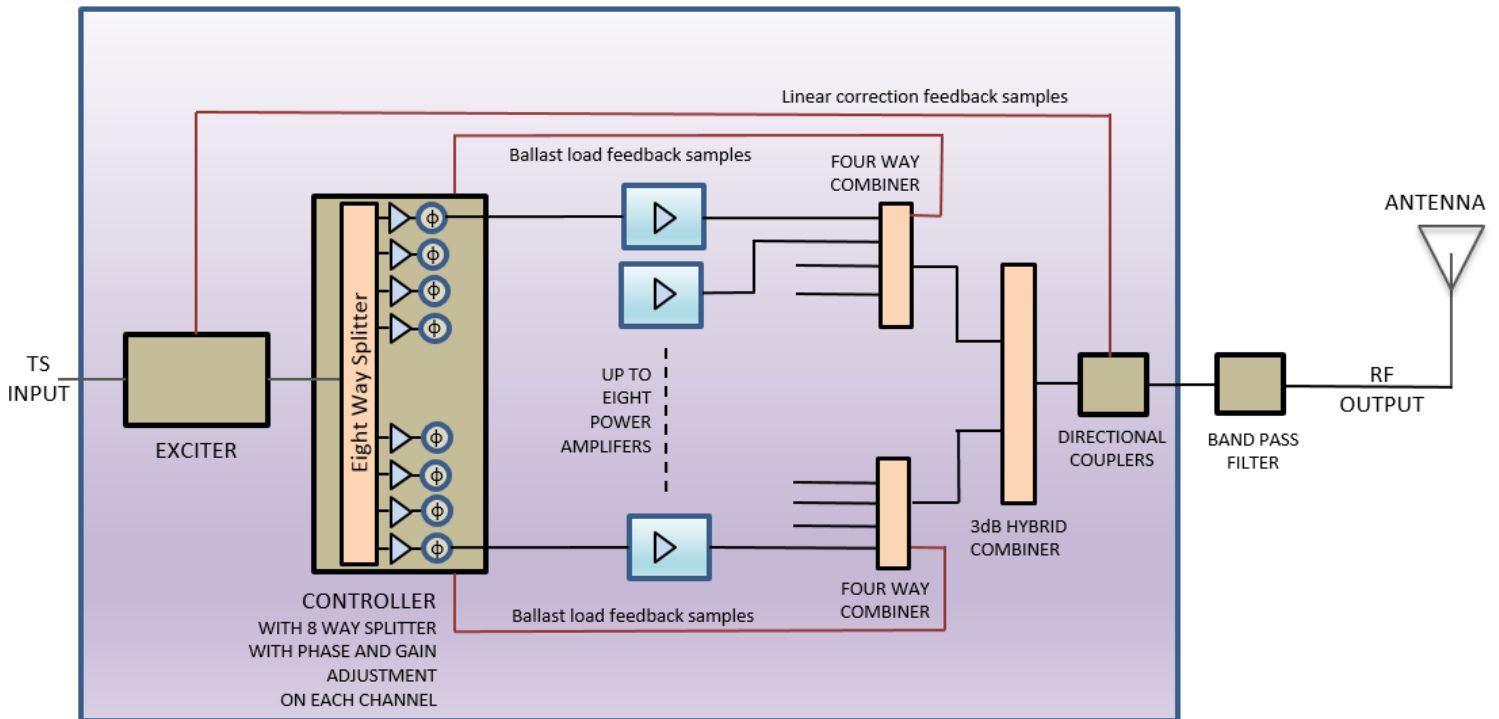 Linear correction feedback samples
Ballast load feedback samples
FOUR WAY
COMBINER
ANTENNA
Eight Way Splitter
ϕ
ϕ
ϕ
ϕ
ϕ
ϕ
ϕ
ϕ
TS
INPUT
EXCITER
UP TO
EIGHT
POWER
AMPLIFERS
DIRECTIONAL
COUPLERS
BAND PASS
FILTER
RF
OUTPUT
3dB HYBRID
COMBINER
FOUR WAY
COMBINER
Ballast load feedback samples
CONTROLLER
WITH 8 WAY SPLITTER
WITH PHASE AND GAIN
ADJUSTMENT
ON EACH CHANNEL